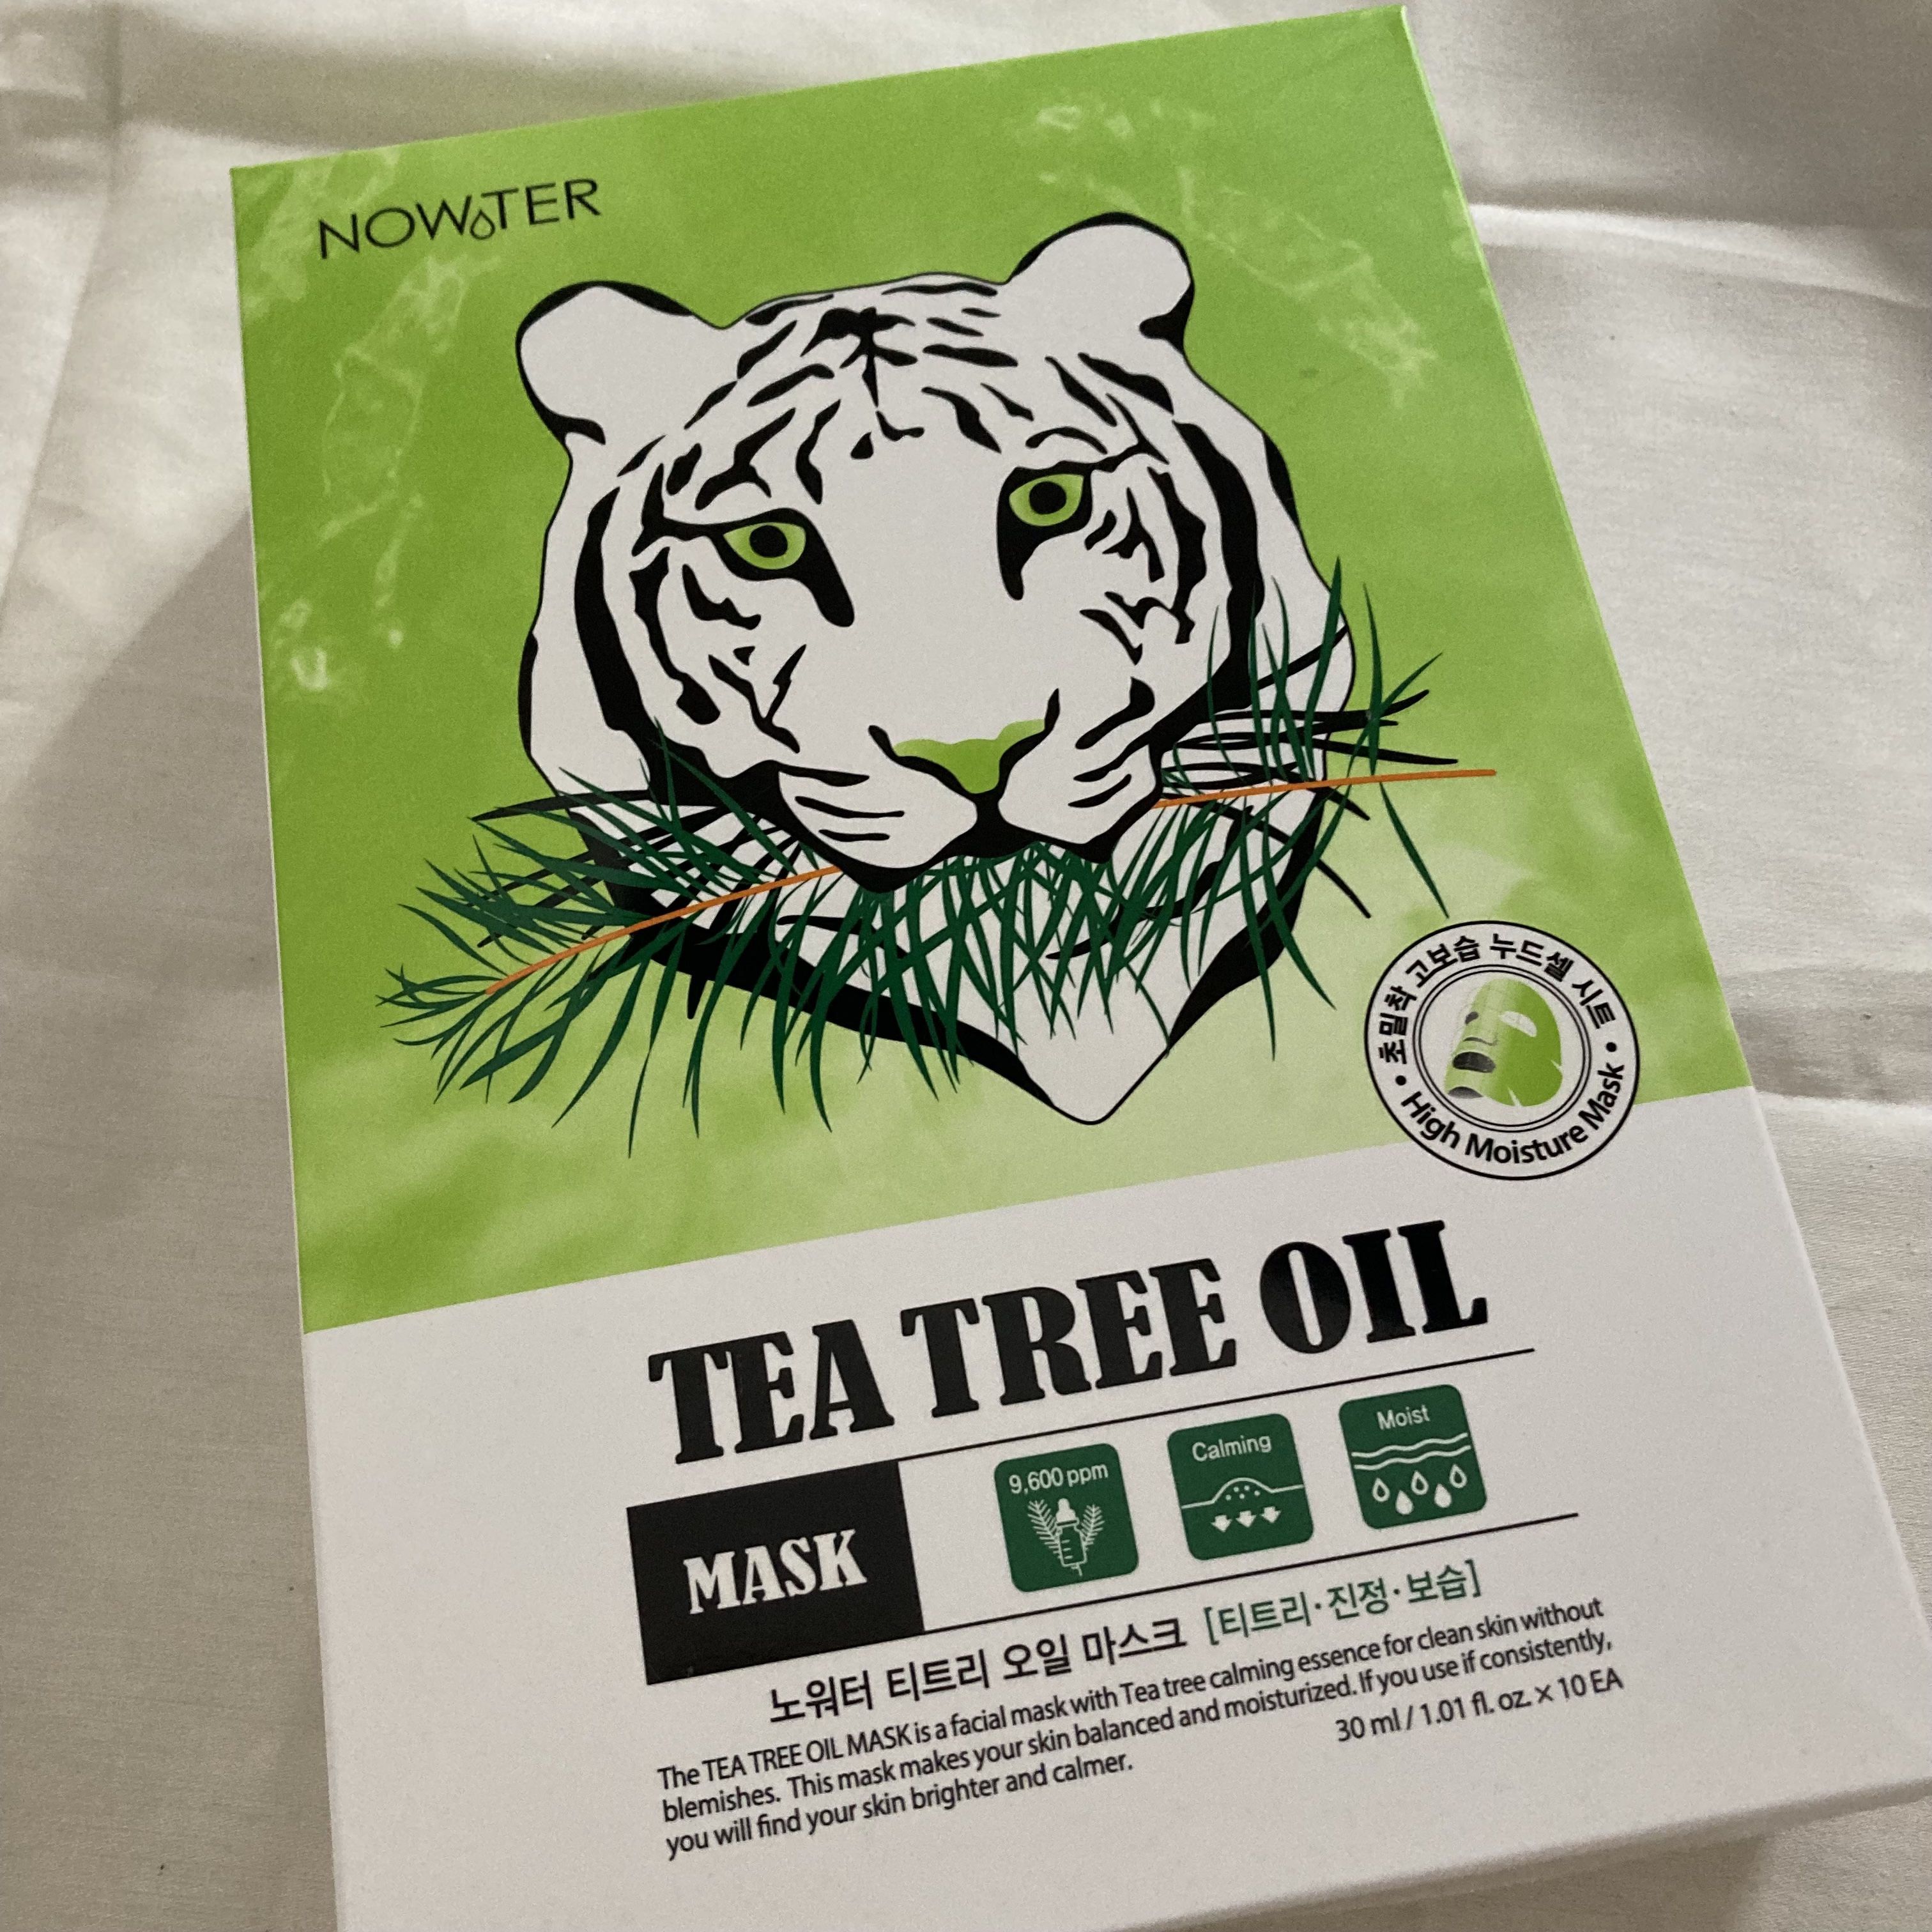 NOWATER
초밀착 고보습 누드셀 시트
High Moisture Mask
TEA TREE OIL
MASK
9,600 ppm
Calming
Moist
노워터 티트리 오일 마스크 [티트리·진정·보습]
The TEA TREE OIL MASK is a facial mask with Tea tree calming essence for clean skin without
blemishes. This mask makes your skin balanced and moisturized. If you use if consistently,
you will find your skin brighter and calmer.
30 ml / 1.01 fl. oz. × 10 EA